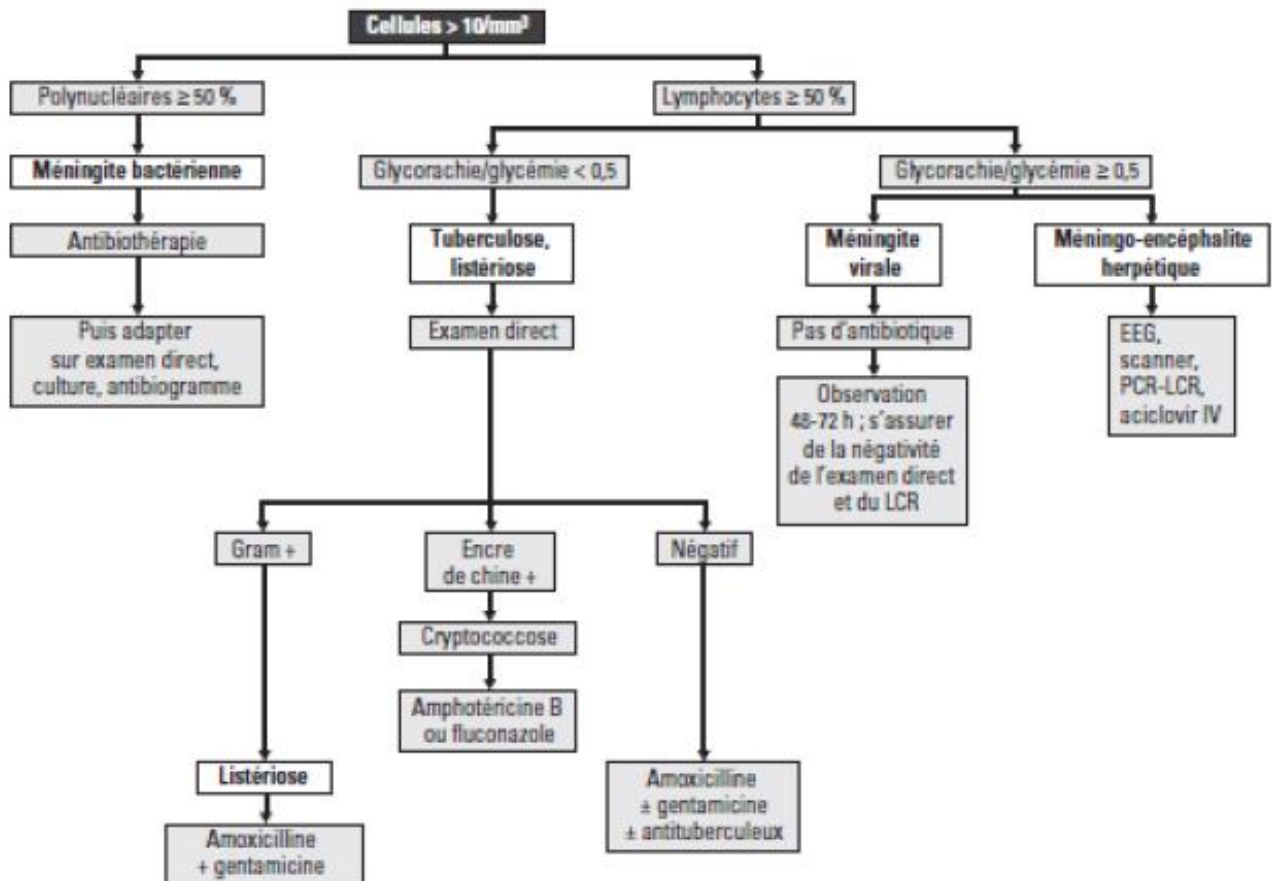 Cellules > 10/mm³
Polynucléaires ≥ 50 %
Lymphocytes ≥ 50 %
Méningite bactérienne
Glycorachie/glycémie < 0,5
Glycorachie/glycémie ≥ 0,5
Antibiothérapie
Tuberculose,
listériose
Méningite
virale
Méningo-encéphalite
herpétique
Puis adapter
sur examen direct,
culture, antibiogramme
Examen direct
Pas d'antibiotique
EEG,
scanner,
PCR-LCR,
aciclovir IV
Observation
48-72 h ; s'assurer
de la négativité
de l'examen direct
et du LCR
Gram +
Encre
de chine +
Négatif
Cryptococcose
Amphotéricine B
ou fluconazole
Listériose
Amoxicilline
± gentamicine
± antituberculeux
Amoxicilline
+ gentamicine